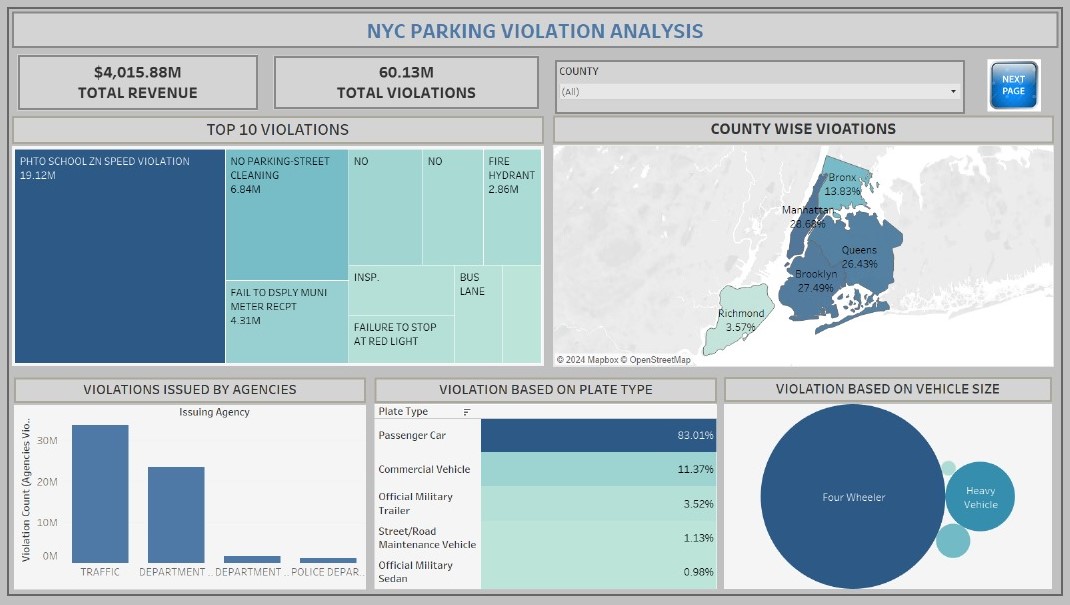 NYC PARKING VIOLATION ANALYSIS
$4,015.88M
TOTAL REVENUE
60.13M
TOTAL VIOLATIONS
COUNTY
(All)
NEXT
PAGE
TOP 10 VIOLATIONS
PHTO SCHOOL ZN SPEED VIOLATION
19.12M
NO PARKING-STREET
CLEANING
6.84M
FAIL TO DSPLY MUNI
METER RECPT
4.31M
NO
NO
FIRE
HYDRANT
2.86M
INSP.
FAILURE TO STOP
AT RED LIGHT
BUS
LANE
COUNTY WISE VIOATIONS
Bronx
13.83%
Manhattan
28.68%
Queens
26.43%
Brooklyn
27.49%
Richmond
3.57%
© 2024 Mapbox © OpenStreetMap
VIOLATIONS ISSUED BY AGENCIES
Issuing Agency
Violation Count (Agencies Vio..
30M
20M
10M
0M
TRAFFIC
DEPARTMENT ..
DEPARTMENT ..
POLICE DEPAR..
VIOLATION BASED ON PLATE TYPE
Plate Type
Passenger Car
83.01%
Commercial Vehicle
11.37%
Official Military
Trailer
3.52%
Street/Road
Maintenance Vehicle
1.13%
Official Military
Sedan
0.98%
VIOLATION BASED ON VEHICLE SIZE
Four Wheeler
Heavy
Vehicle